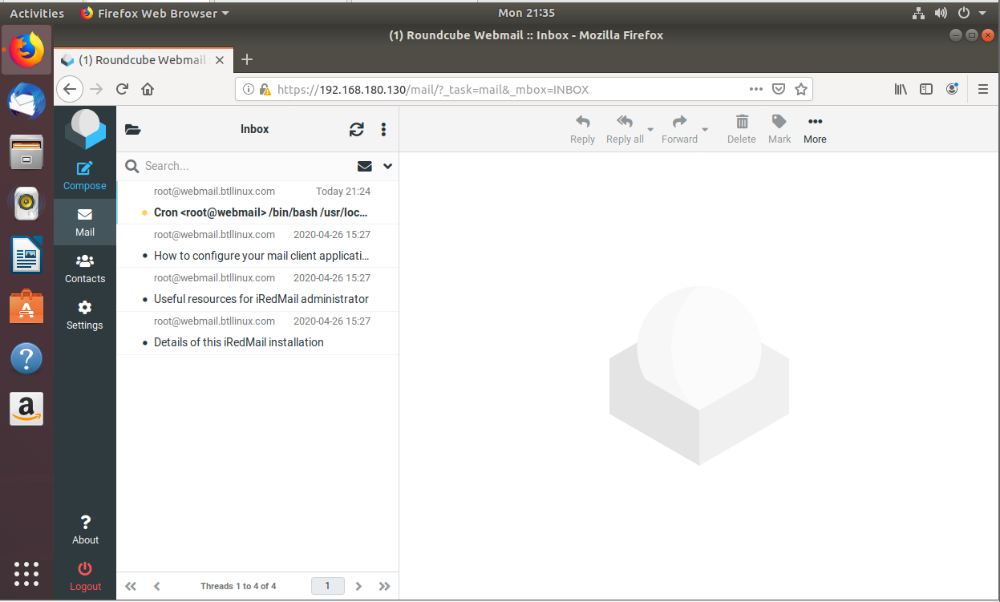 Activities Firefox Web Browser Mon 21:35
(1) Roundcube Webmail :: Inbox - Mozilla Firefox
(1) Roundcube Webmail
https://192.168.180.130/mail/?_task=mail&_mbox=INBOX
Compose
Mail
Contacts
Settings
About
Logout
Inbox
Search...
root@webmail.btllinux.com Today 21:24
Cron <root@webmail> /bin/bash /usr/loc...
root@webmail.btllinux.com 2020-04-26 15:27
How to configure your mail client applicati...
root@webmail.btllinux.com 2020-04-26 15:27
Useful resources for iRedMail administrator
root@webmail.btllinux.com 2020-04-26 15:27
Details of this iRedMail installation
Threads 1 to 4 of 4 1
Reply Reply all Forward Delete Mark More